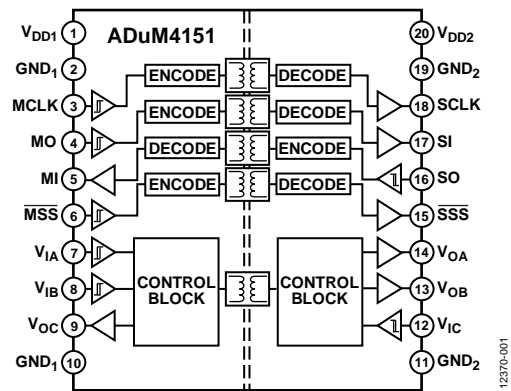 ADuM4151
VDD1 1
20 VDD2
GND1 2
19 GND2
MCLK 3
ENCODE
DECODE
18 SCLK
MO 4
ENCODE
DECODE
17 SI
MI 5
DECODE
ENCODE
16 SO
MSS 6
ENCODE
DECODE
15 SSS
VIA 7
14 VOA
VIB 8
CONTROL
BLOCK
CONTROL
BLOCK
13 VOB
VOC 9
12 VIC
GND1 10
11 GND2
12370-001